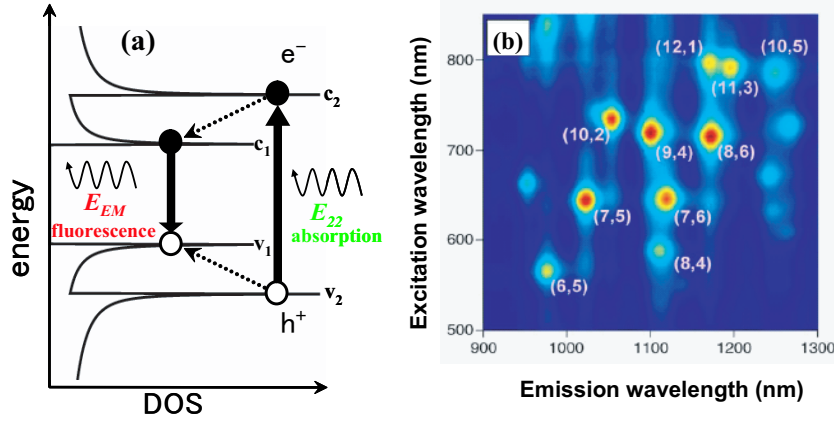 (a)
e⁻
c₂
c₁
E_EM
fluorescence
E₂₂
absorption
v₁
v₂
h⁺
energy
DOS
(b)
Excitation wavelength (nm)
800
700
600
500
900
1000
1100
1200
1300
Emission wavelength (nm)
(12,1)
(10,5)
(11,3)
(10,2)
(9,4)
(8,6)
(7,5)
(7,6)
(8,4)
(6,5)